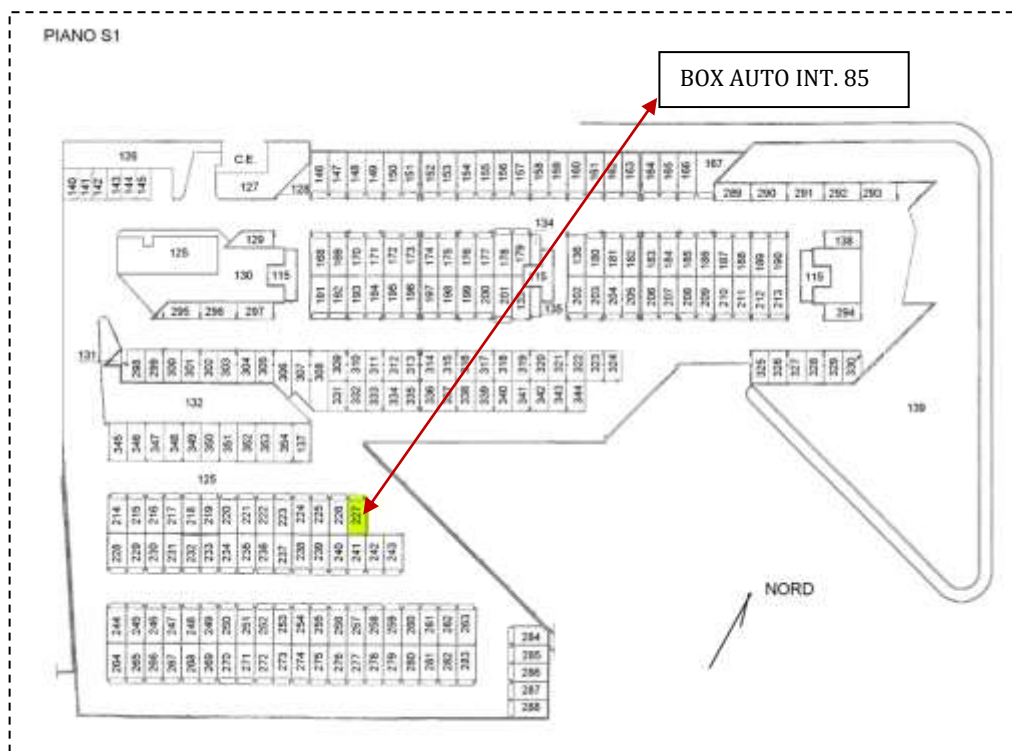 PIANO S1
BOX AUTO INT. 85
126 C.E. 146 147 148 149 150 151 152 153 154 155 156 157 158 159 160 161 162 163 164 165 166 167
140 141 142 143 144 145 127 128 289 290 291 292 293
134
125 129 168 169 170 171 172 173 174 175 176 177 178 179 136 180 181 182 183 184 185 186 187 188 189 190 138
130 115 115
191 192 193 194 195 196 197 198 199 200 201 135 202 203 204 205 206 207 208 209 210 211 212 213
295 296 297 294
131 298 299 300 301 302 303 304 305 306 307 308 309 310 311 312 313 314 315 316 317 318 319 320 321 322 323 324 325 326 327 328 329 330
132 331 332 333 334 335 336 337 338 339 340 341 342 343 344 139
345 346 347 348 349 350 351 352 353 354 137
125
214 215 216 217 218 219 220 221 222 223 224 225 226 227
228 229 230 231 232 233 234 235 236 237 238 239 240 241 242 243
NORD
244 245 246 247 248 249 250 251 252 253 254 255 256 257 258 259 260 261 262 263
284
264 265 266 267 268 269 270 271 272 273 274 275 276 277 278 279 280 281 282 283
285
286
287
288